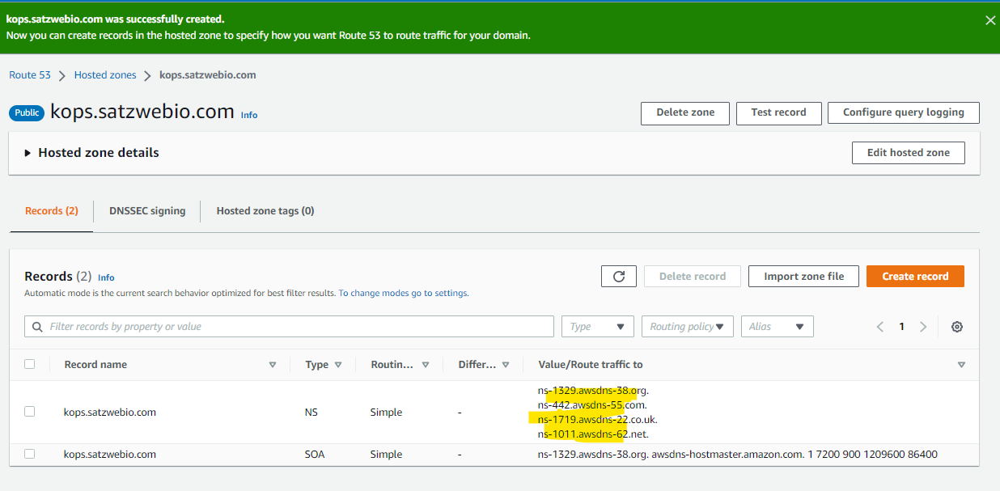 kops.satzwebio.com was successfully created.
Now you can create records in the hosted zone to specify how you want Route 53 to route traffic for your domain.
Route 53 Hosted zones kops.satzwebio.com
Public kops.satzwebio.com Info Delete zone Test record Configure query logging
Hosted zone details Edit hosted zone
Records (2) DNSSEC signing Hosted zone tags (0)
Records (2) Info Delete record Import zone file Create record
Automatic mode is the current search behavior optimized for best filter results. To change modes go to settings.
Filter records by property or value Type Routing policy Alias 1
Record name Type Routin... Differ... Value/Route traffic to
kops.satzwebio.com NS Simple - ns-1329.awsdns-38.org.
ns-442.awsdns-55.com.
ns-1719.awsdns-22.co.uk.
ns-1011.awsdns-62.net.
kops.satzwebio.com SOA Simple - ns-1329.awsdns-38.org. awsdns-hostmaster.amazon.com. 1 7200 900 1209600 86400